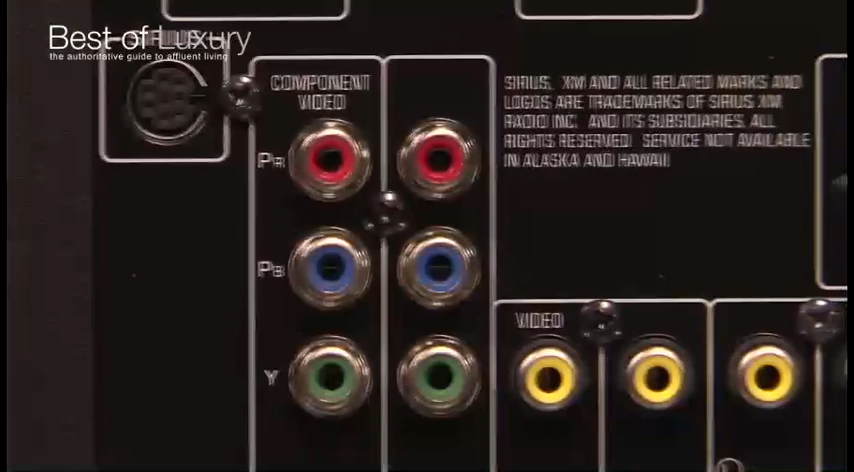 Best of Luxury
the authoritative guide to affluent living
SIRIUS
COMPONENT
VIDEO
PR
PB
Y
SIRIUS, XM AND ALL RELATED MARKS AND
LOGOS ARE TRADEMARKS OF SIRIUS XM
RADIO INC. AND ITS SUBSIDIARIES. ALL
RIGHTS RESERVED. SERVICE NOT AVAILABLE
IN ALASKA AND HAWAII
VIDEO